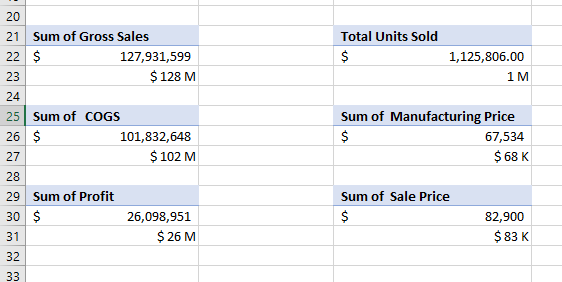 20
21 Sum of Gross Sales Total Units Sold
22 $ 127,931,599 $ 1,125,806.00
23 $ 128 M 1 M
24
25 Sum of COGS Sum of Manufacturing Price
26 $ 101,832,648 $ 67,534
27 $ 102 M $ 68 K
28
29 Sum of Profit Sum of Sale Price
30 $ 26,098,951 $ 82,900
31 $ 26 M $ 83 K
32
33